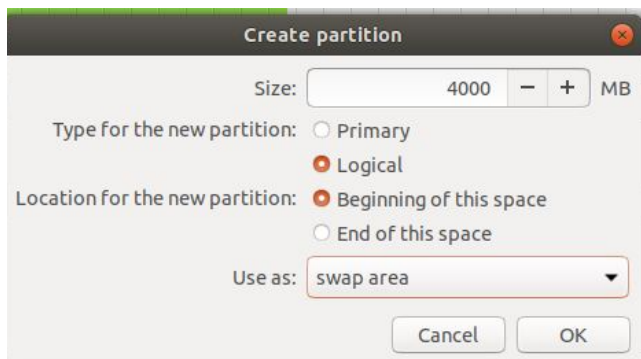 Create partition
Size: 4000 − + MB
Type for the new partition: Primary
Logical
Location for the new partition: Beginning of this space
End of this space
Use as: swap area
Cancel OK